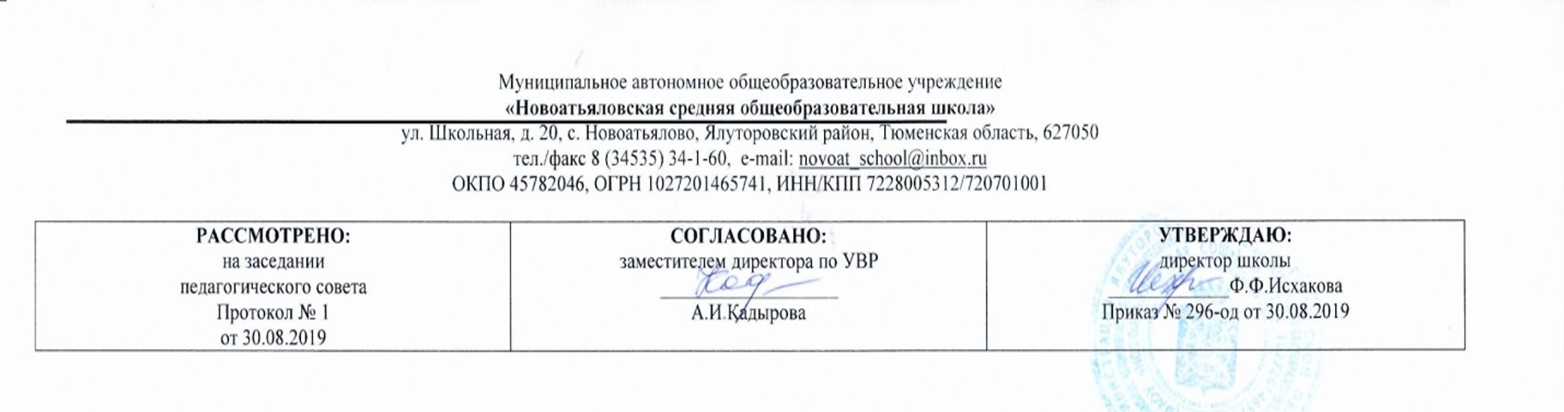 Муниципальное автономное общеобразовательное учреждение
«Новоатьяловская средняя общеобразовательная школа»
ул. Школьная, д. 20, с. Новоатьялово, Ялуторовский район, Тюменская область, 627050
тел./факс 8 (34535) 34-1-60, e-mail: novoat_school@inbox.ru
ОКПО 45782046, ОГРН 1027201465741, ИНН/КПП 7228005312/720701001
РАССМОТРЕНО:
на заседании
педагогического совета
Протокол № 1
от 30.08.2019
СОГЛАСОВАНО:
заместителем директора по УВР
А.И.Кадырова
УТВЕРЖДАЮ:
директор школы
Ф.Ф.Исхакова
Приказ № 296-од от 30.08.2019